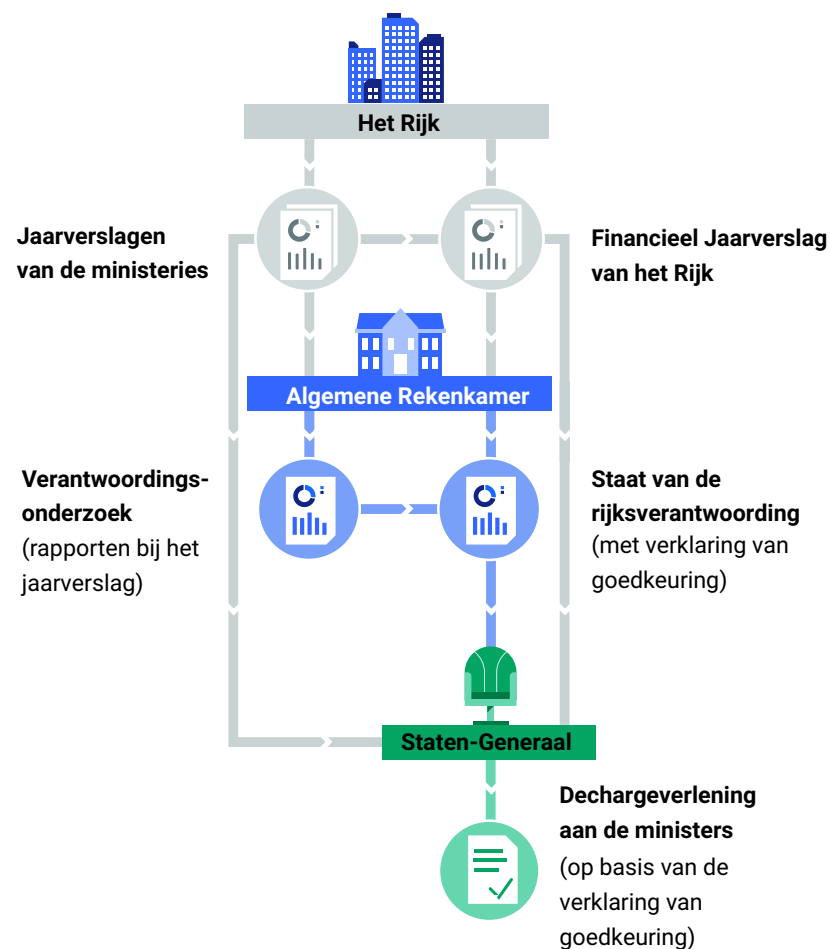 Het Rijk
Jaarverslagen
van de ministeries
Financieel Jaarverslag
van het Rijk
Algemene Rekenkamer
Verantwoordings-
onderzoek
(rapporten bij het
jaarverslag)
Staat van de
rijksverantwoording
(met verklaring van
goedkeuring)
Staten-Generaal
Dechargeverlening
aan de ministers
(op basis van de
verklaring van
goedkeuring)